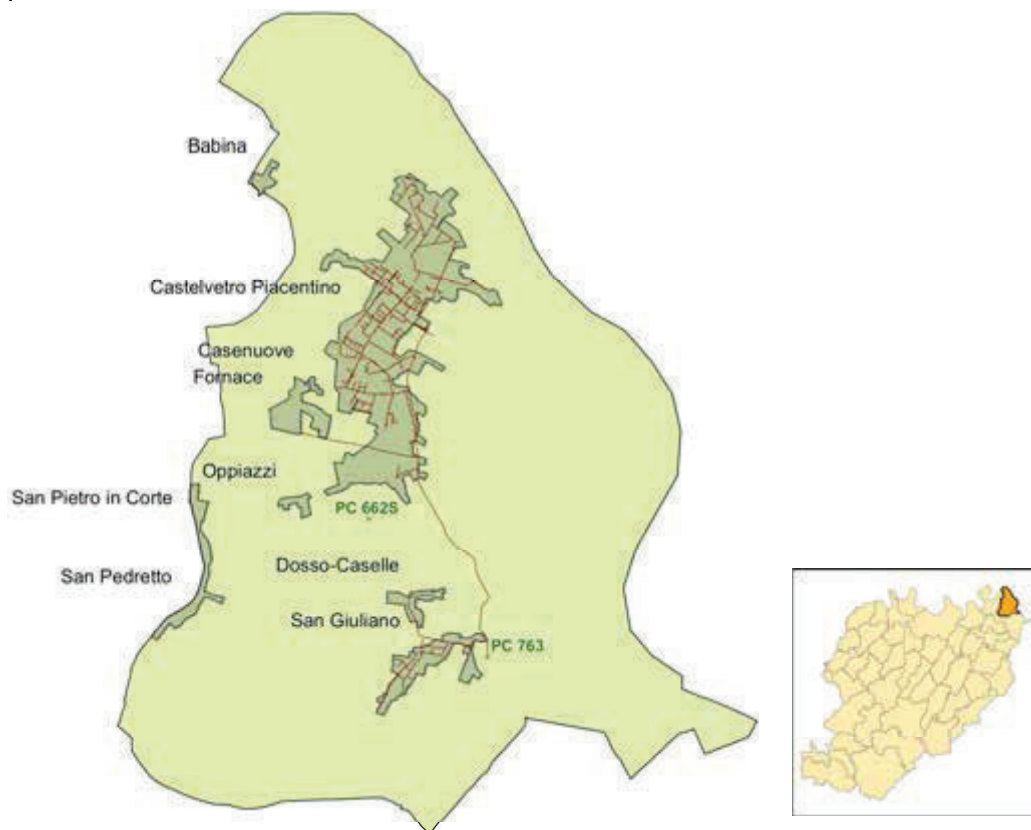 Babina
Castelvetro Piacentino
Casenuove
Fornace
Oppiazzi
San Pietro in Corte
PC 662S
Dosso-Caselle
San Pedretto
San Giuliano
PC 763